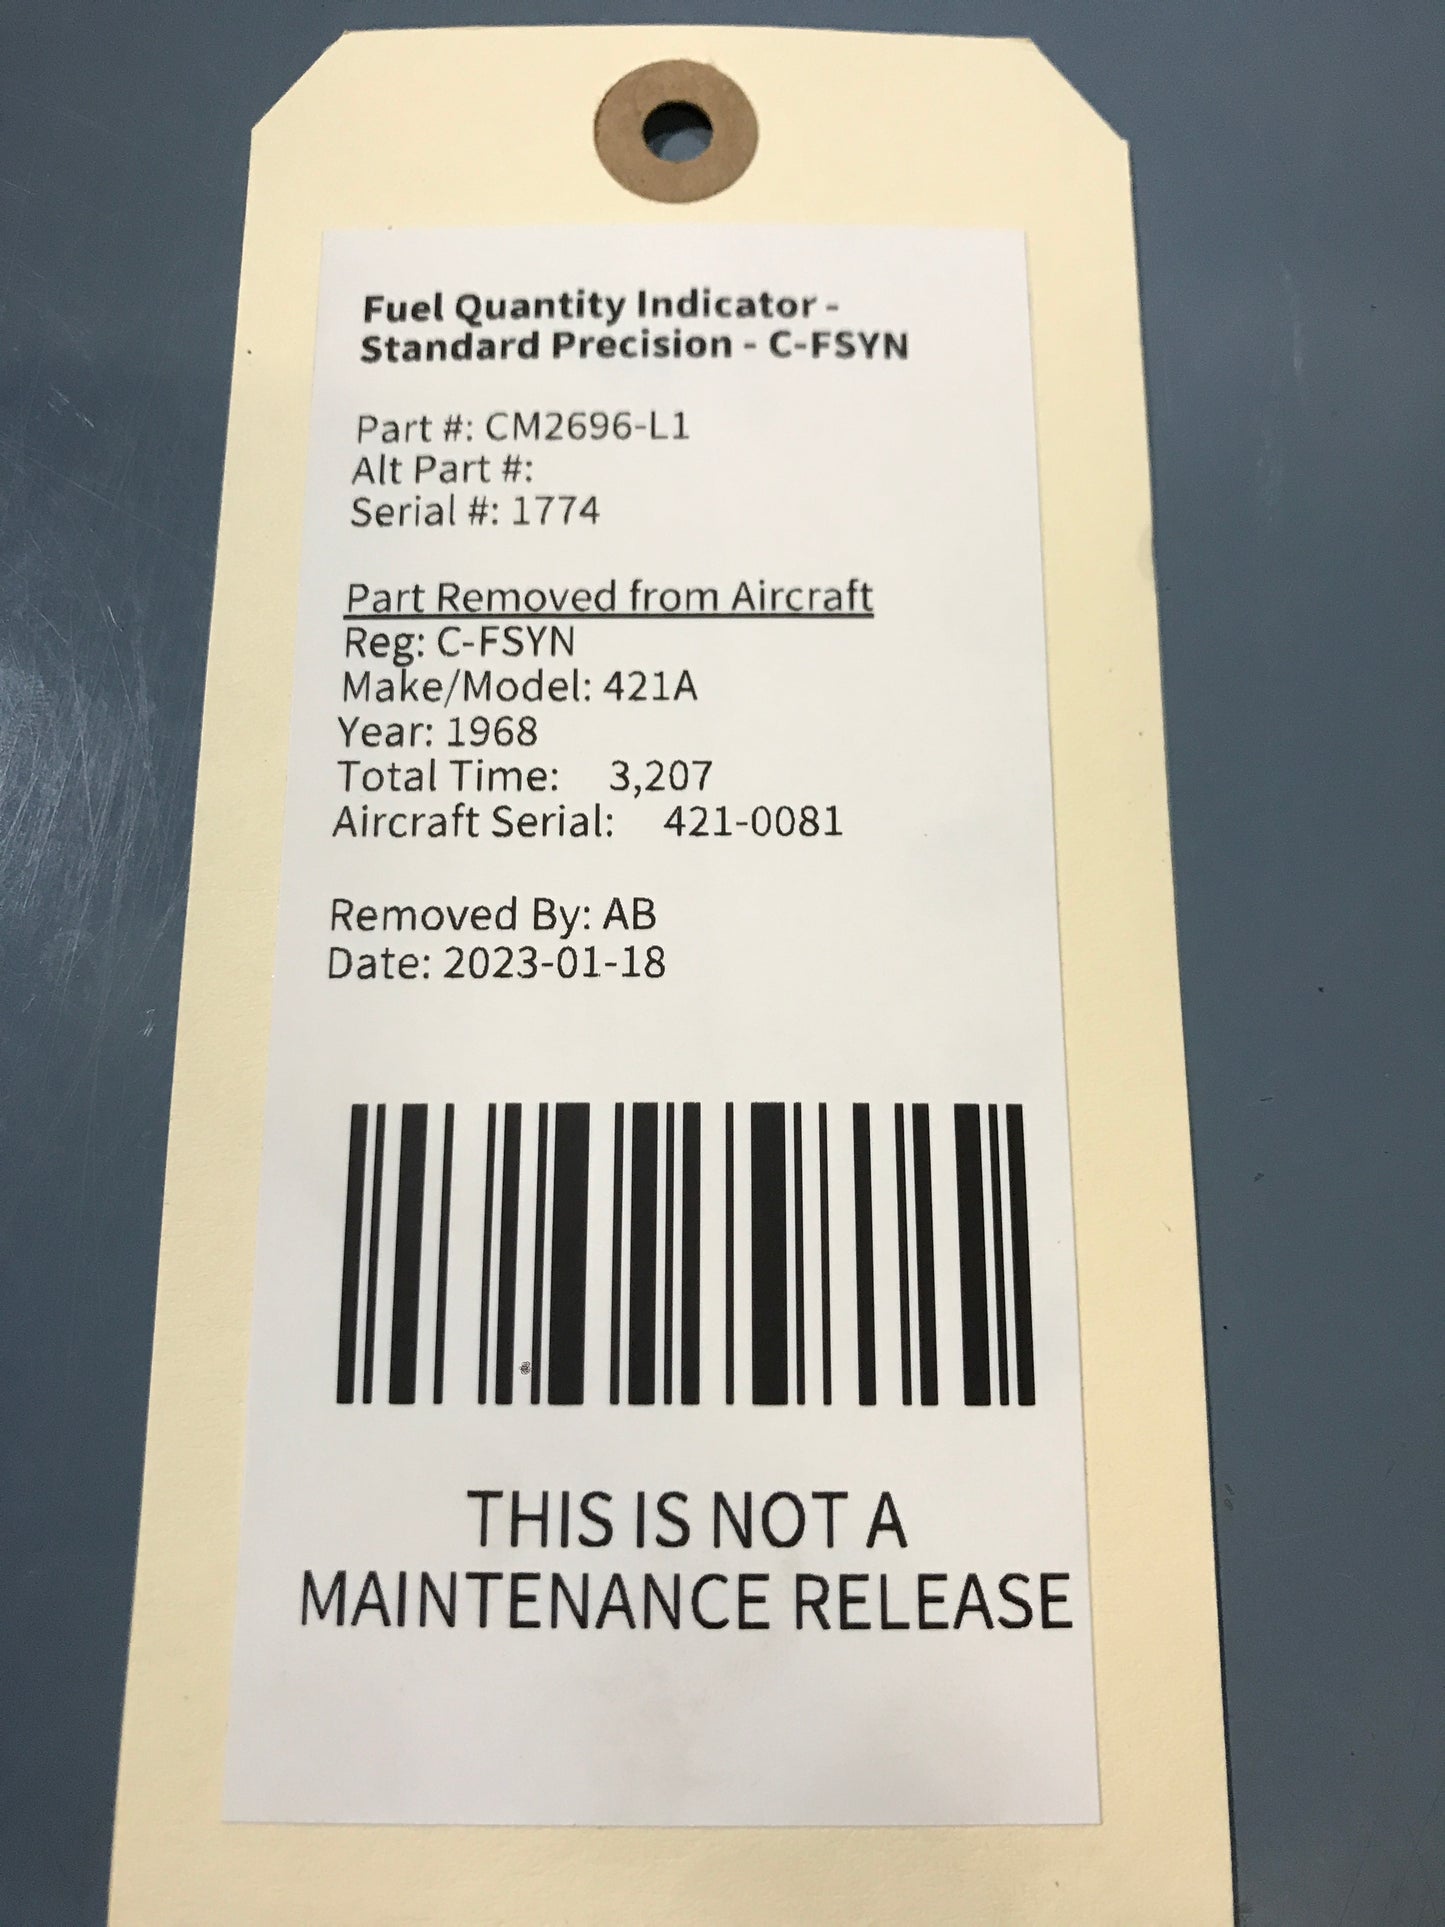 Fuel Quantity Indicator -
Standard Precision - C-FSYN
Part #: CM2696-L1
Alt Part #:
Serial #: 1774
Part Removed from Aircraft
Reg: C-FSYN
Make/Model: 421A
Year: 1968
Total Time: 3,207
Aircraft Serial: 421-0081
Removed By: AB
Date: 2023-01-18
THIS IS NOT A
MAINTENANCE RELEASE